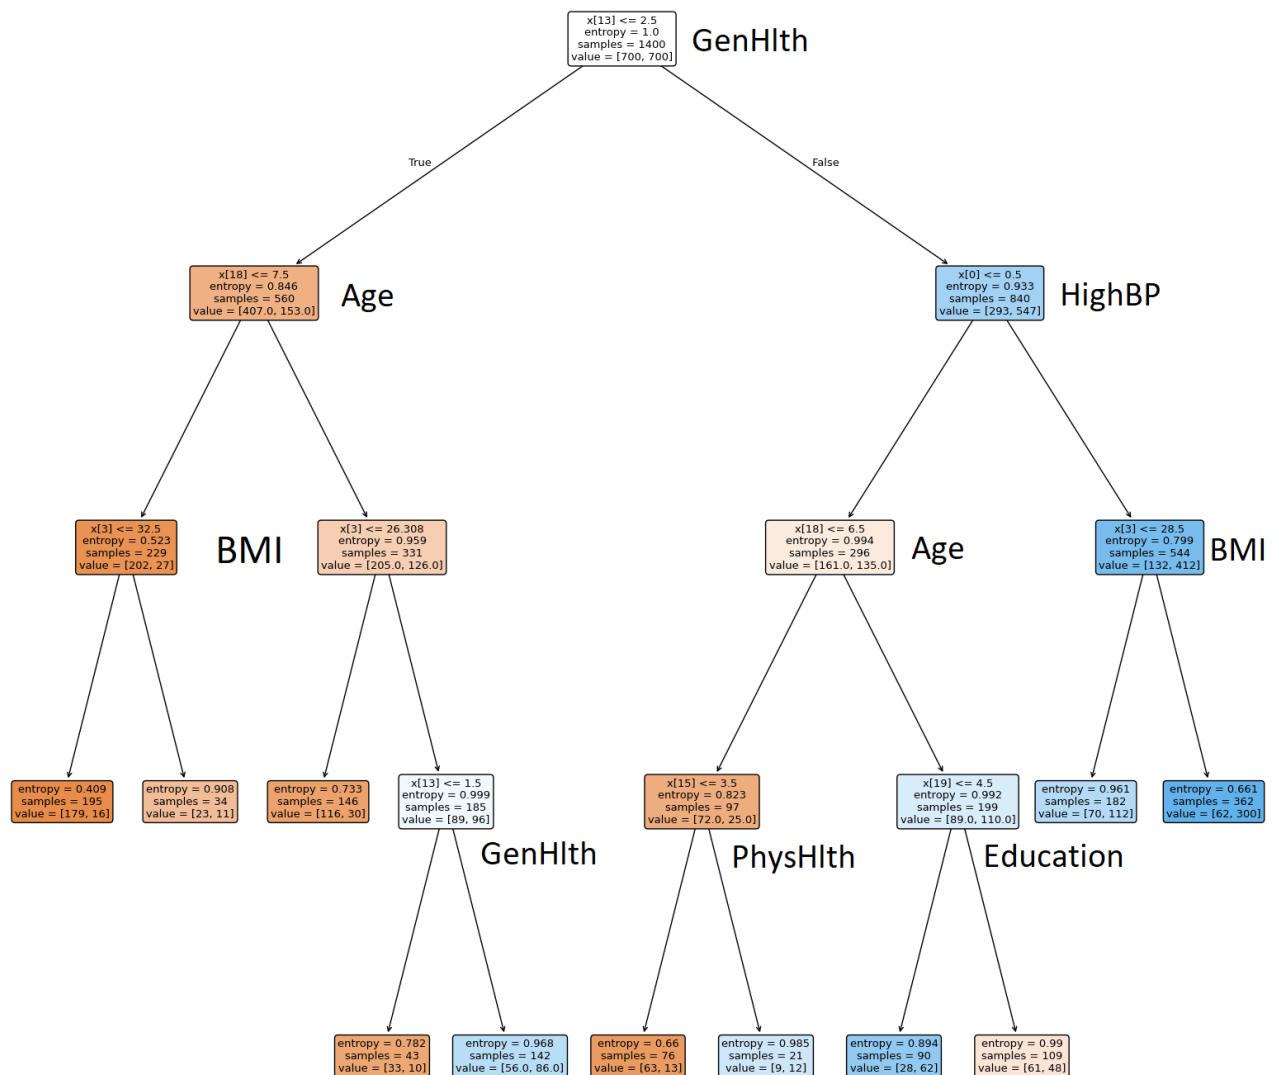 x[13] <= 2.5
entropy = 1.0
samples = 1400
value = [700, 700]
GenHlth
True
False
x[18] <= 7.5
entropy = 0.846
samples = 560
value = [407.0, 153.0]
Age
x[0] <= 0.5
entropy = 0.933
samples = 840
value = [293, 547]
HighBP
x[3] <= 32.5
entropy = 0.523
samples = 229
value = [202, 27]
BMI
x[3] <= 26.308
entropy = 0.959
samples = 331
value = [205.0, 126.0]
x[18] <= 6.5
entropy = 0.994
samples = 296
value = [161.0, 135.0]
Age
x[3] <= 28.5
entropy = 0.799
samples = 544
value = [132, 412]
BMI
entropy = 0.409
samples = 195
value = [179, 16]
entropy = 0.908
samples = 34
value = [23, 11]
entropy = 0.733
samples = 146
value = [116, 30]
x[13] <= 1.5
entropy = 0.999
samples = 185
value = [89, 96]
GenHlth
x[15] <= 3.5
entropy = 0.823
samples = 97
value = [72.0, 25.0]
PhysHlth
x[19] <= 4.5
entropy = 0.992
samples = 199
value = [89.0, 110.0]
Education
entropy = 0.961
samples = 182
value = [70, 112]
entropy = 0.661
samples = 362
value = [62, 300]
entropy = 0.782
samples = 43
value = [33, 10]
entropy = 0.968
samples = 142
value = [56.0, 86.0]
entropy = 0.66
samples = 76
value = [63, 13]
entropy = 0.985
samples = 21
value = [9, 12]
entropy = 0.894
samples = 90
value = [28, 62]
entropy = 0.99
samples = 109
value = [61, 48]